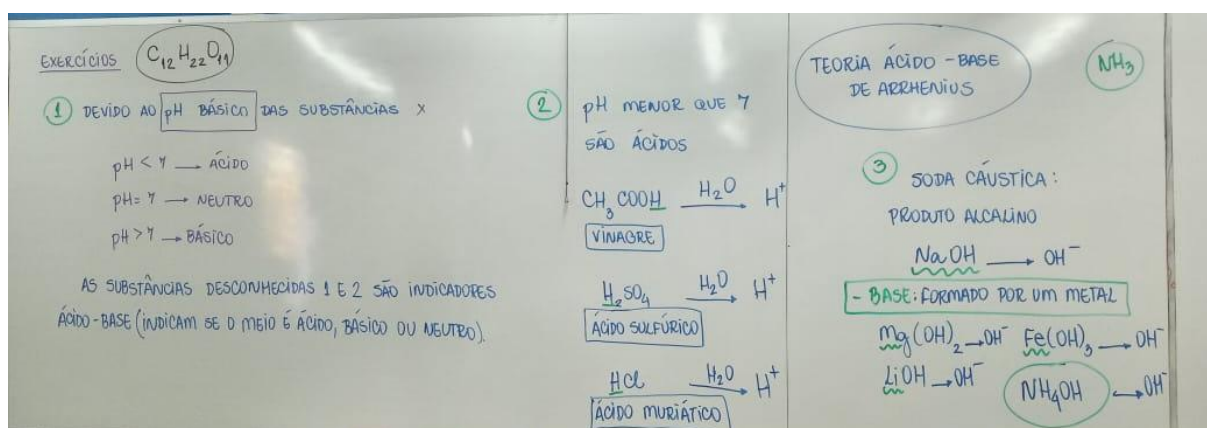 EXERCÍCIOS C₁₂H₂₂O₁₁
① DEVIDO AO pH BÁSICO DAS SUBSTÂNCIAS X
pH < 7 → ÁCIDO
pH = 7 → NEUTRO
pH > 7 → BÁSICO
AS SUBSTÂNCIAS DESCONHECIDAS 1 E 2 SÃO INDICADORES
ÁCIDO-BASE (INDICAM SE O MEIO É ÁCIDO, BÁSICO OU NEUTRO).
② pH MENOR QUE 7
SÃO ÁCIDOS
CH₃COOH —H₂O→ H⁺
VINAGRE
H₂SO₄ —H₂O→ H⁺
ÁCIDO SULFÚRICO
HCl —H₂O→ H⁺
ÁCIDO MURIÁTICO
TEORIA ÁCIDO-BASE
DE ARRHENIUS
NH₃
③ SODA CÁUSTICA:
PRODUTO ALCALINO
NaOH → OH⁻
- BASE: FORMADO POR UM METAL
Mg(OH)₂ → OH⁻ Fe(OH)₃ → OH⁻
LiOH → OH⁻ NH₄OH → OH⁻